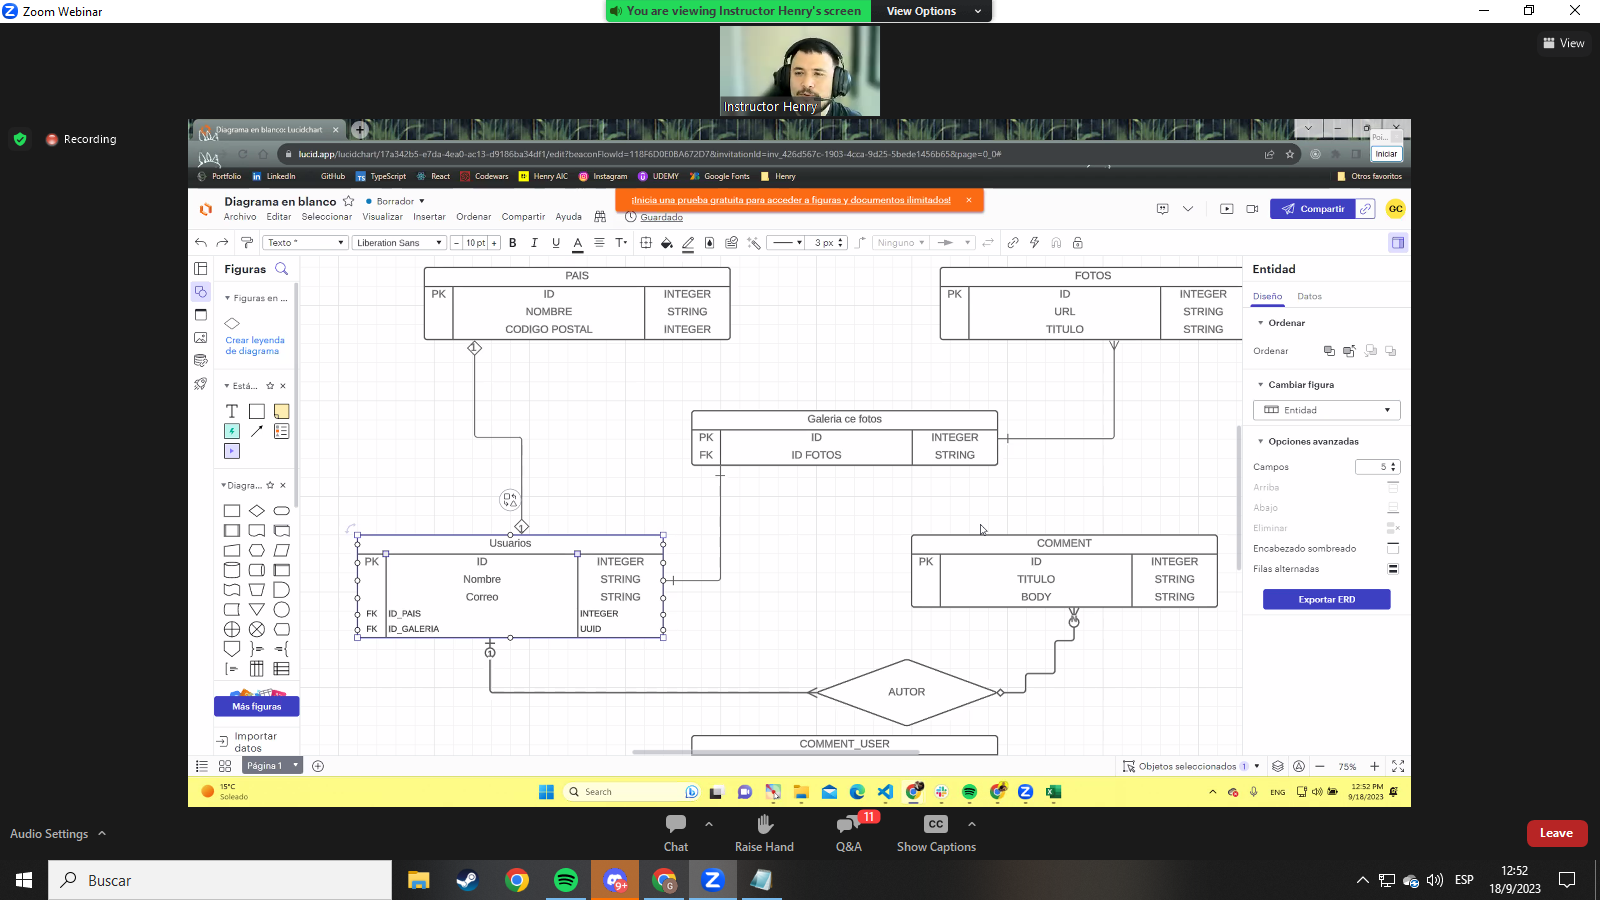 Zoom Webinar
You are viewing Instructor Henry's screen
View Options
View
Instructor Henry
Recording
Diagrama en blanco: Lucidchart
lucid.app/lucidchart/17a342b5-e7da-4ea0-ac13-d9186ba34df1/edit?beaconFlowId=118F6D0E0BA672D7&invitationId=inv_426d567c-1903-4cca-9d25-5bede1456b65&page=0_0#
Poi...
Iniciar
Portfolio
LinkedIn
GitHub
TypeScript
React
Codewars
Henry AIC
Instagram
UDEMY
Google Fonts
Henry
Otros favoritos
Diagrama en blanco
Borrador
¡Inicia una prueba gratuita para acceder a figuras y documentos ilimitados!
Compartir
GC
Archivo Editar Seleccionar Visualizar Insertar Ordenar Compartir Ayuda
Guardado
Texto *
Liberation Sans
10 pt
B I U A
3 px
Ninguno
Figuras
Figuras en ...
Crear leyenda
de diagrama
Está...
Diagra...
Más figuras
Importar
datos
PAIS
PK ID INTEGER
NOMBRE STRING
CODIGO POSTAL INTEGER
FOTOS
PK ID INTEGER
URL STRING
TITULO STRING
Galeria ce fotos
PK ID INTEGER
FK ID FOTOS STRING
Usuarios
PK ID INTEGER
Nombre STRING
Correo STRING
FK ID_PAIS INTEGER
FK ID_GALERIA UUID
COMMENT
PK ID INTEGER
TITULO STRING
BODY STRING
AUTOR
COMMENT_USER
Entidad
Diseño Datos
Ordenar
Ordenar
Cambiar figura
Entidad
Opciones avanzadas
Campos 5
Arriba
Abajo
Eliminar
Encabezado sombreado
Filas alternadas
Exportar ERD
Página 1
Objetos seleccionados 1
75%
15°C
Soleado
Search
ENG
12:52 PM
9/18/2023
Audio Settings
Chat
Raise Hand
11
Q&A
CC
Show Captions
Leave
Buscar
9+
G
ESP
12:52
18/9/2023